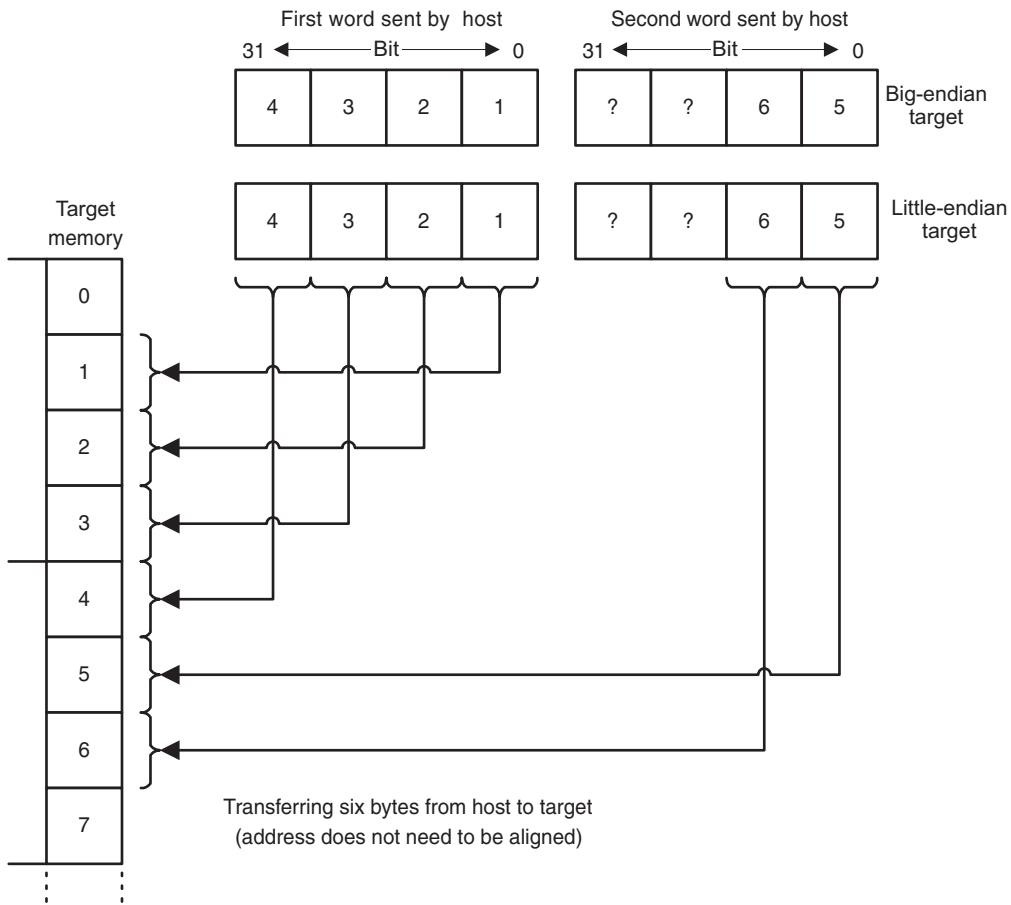 First word sent by host
Second word sent by host
31 Bit 0
31 Bit 0
4 3 2 1
? ? 6 5
Big-endian
target
4 3 2 1
? ? 6 5
Little-endian
target
Target
memory
0
1
2
3
4
5
6
7
Transferring six bytes from host to target
(address does not need to be aligned)